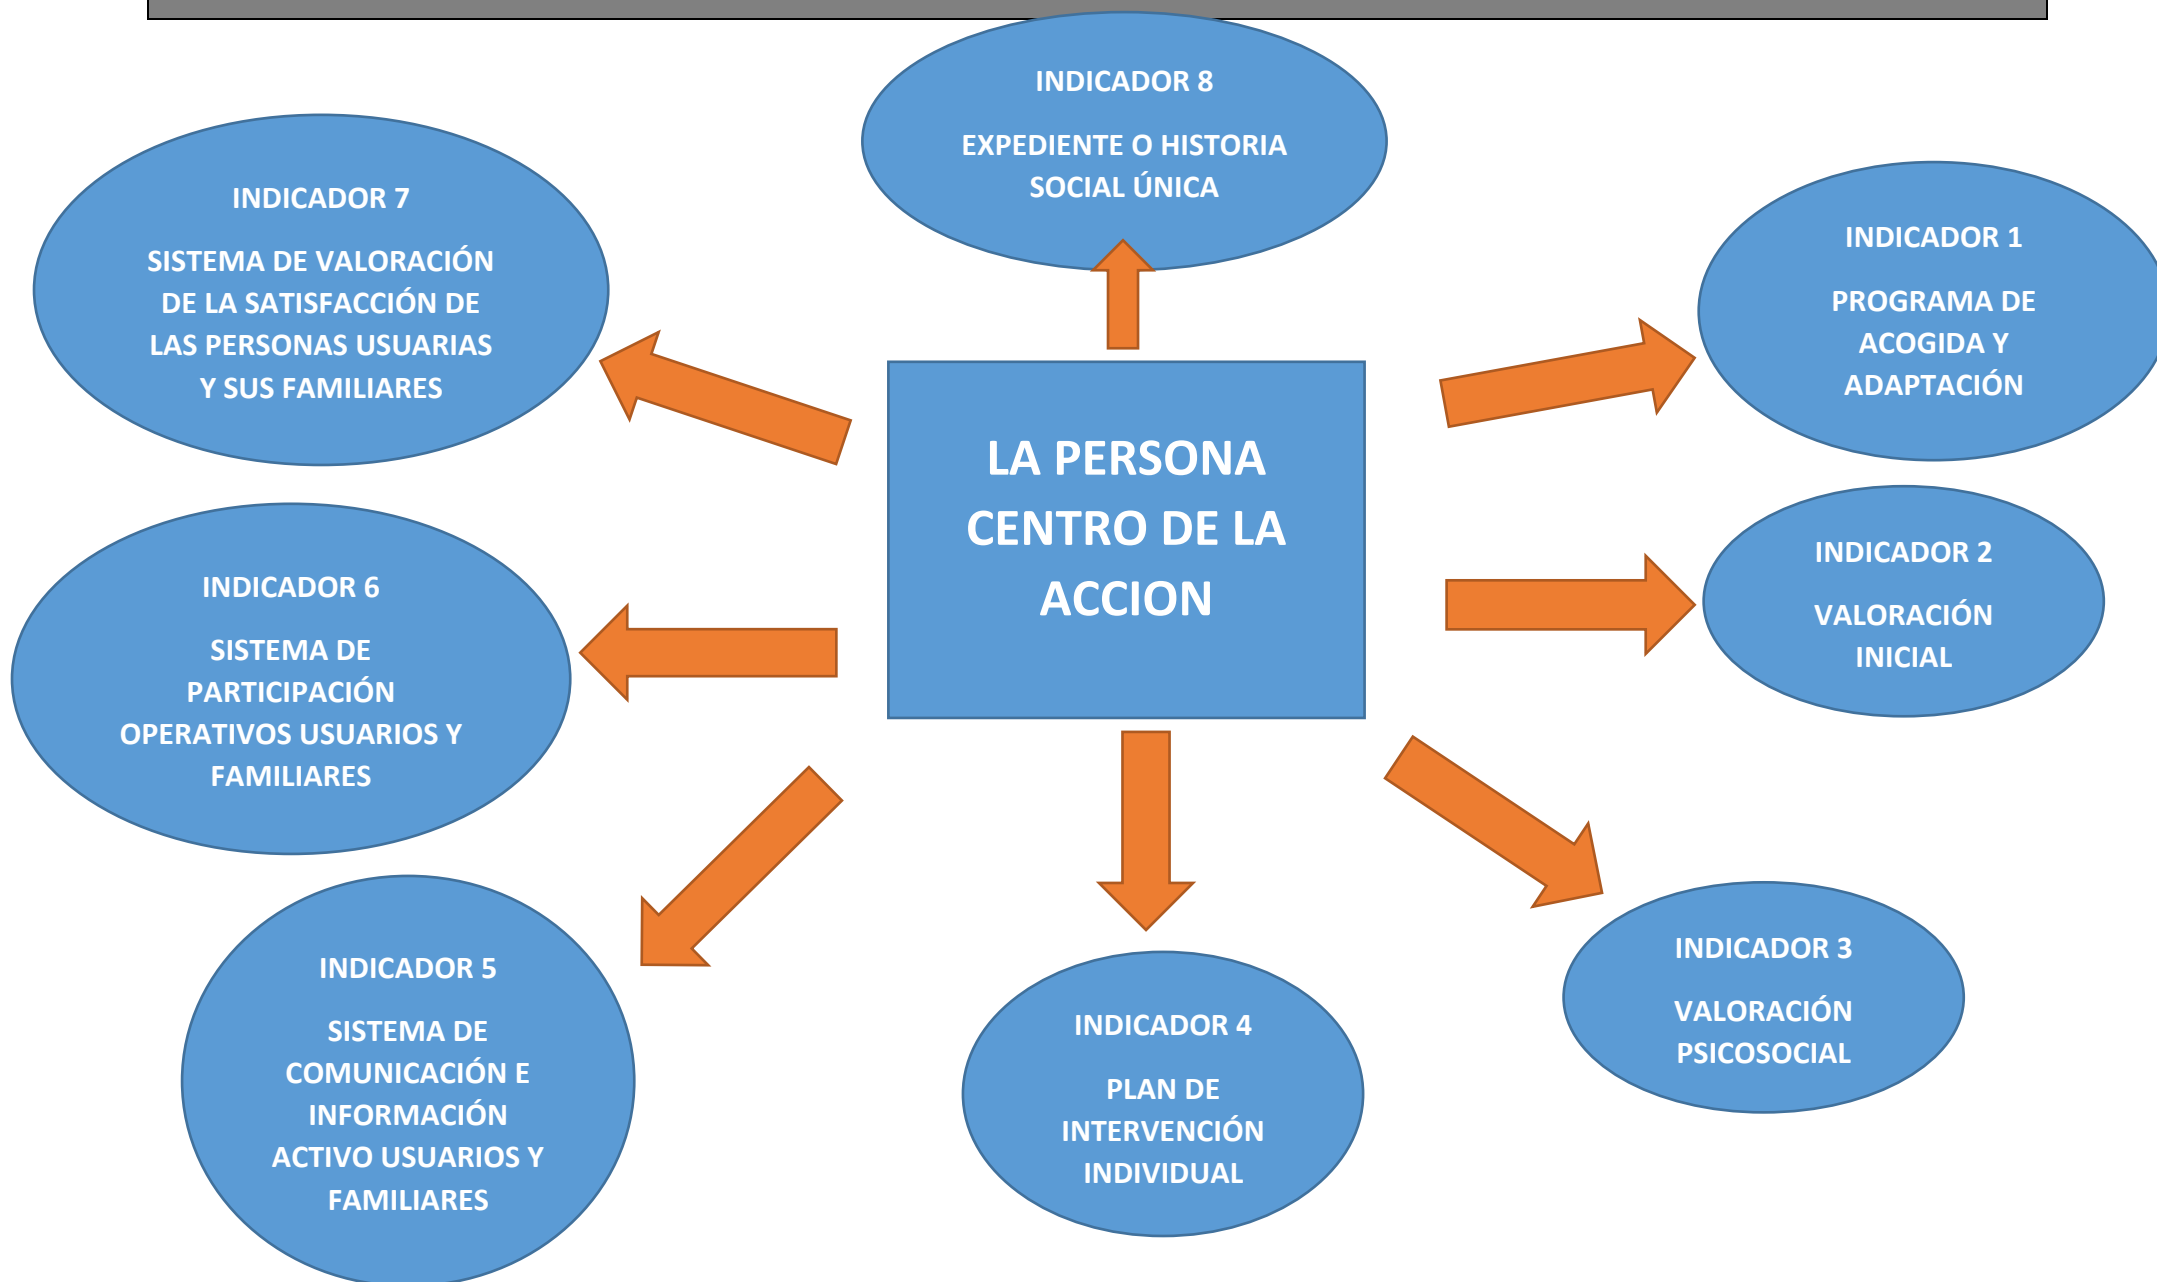 INDICADOR 8
EXPEDIENTE O HISTORIA
SOCIAL ÚNICA
INDICADOR 7
SISTEMA DE VALORACIÓN
DE LA SATISFACCIÓN DE
LAS PERSONAS USUARIAS
Y SUS FAMILIARES
INDICADOR 1
PROGRAMA DE
ACOGIDA Y
ADAPTACIÓN
LA PERSONA
CENTRO DE LA
ACCION
INDICADOR 2
VALORACIÓN
INICIAL
INDICADOR 6
SISTEMA DE
PARTICIPACIÓN
OPERATIVOS USUARIOS Y
FAMILIARES
INDICADOR 3
VALORACIÓN
PSICOSOCIAL
INDICADOR 5
SISTEMA DE
COMUNICACIÓN E
INFORMACIÓN
ACTIVO USUARIOS Y
FAMILIARES
INDICADOR 4
PLAN DE
INTERVENCIÓN
INDIVIDUAL